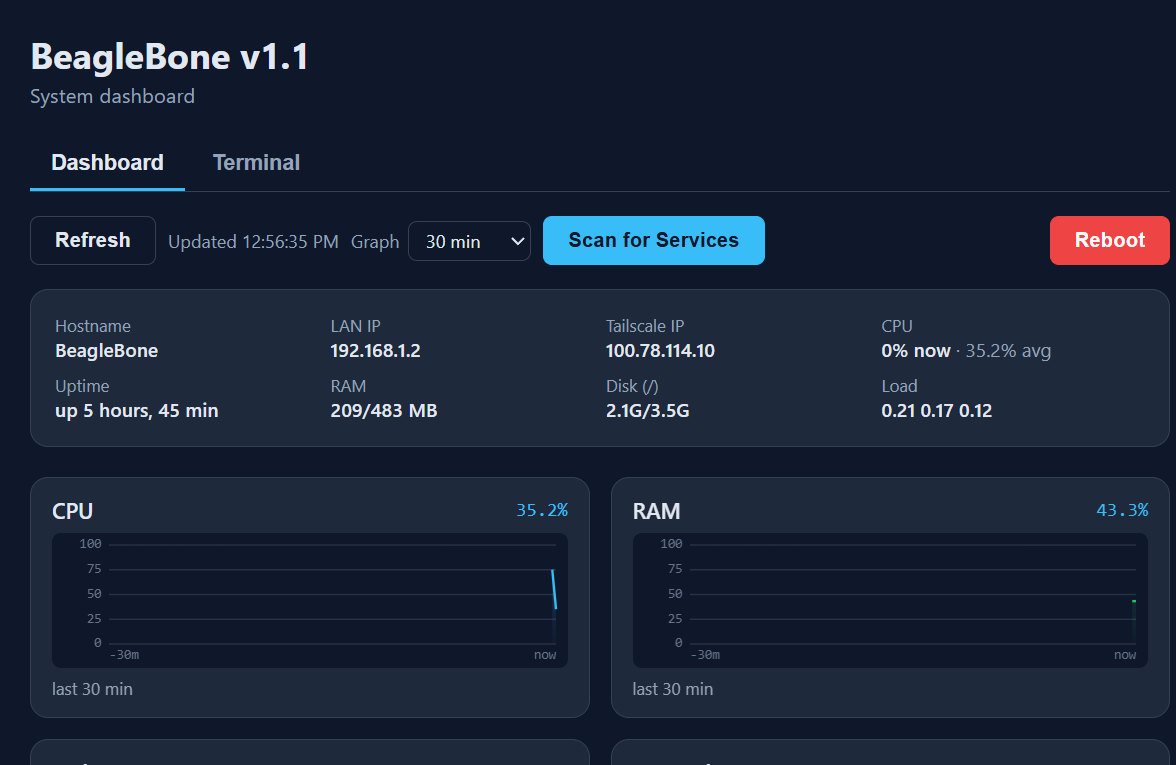 BeagleBone v1.1
System dashboard
Dashboard Terminal
Refresh Updated 12:56:35 PM Graph 30 min Scan for Services Reboot
Hostname LAN IP Tailscale IP CPU
BeagleBone 192.168.1.2 100.78.114.10 0% now · 35.2% avg
Uptime RAM Disk (/) Load
up 5 hours, 45 min 209/483 MB 2.1G/3.5G 0.21 0.17 0.12
CPU 35.2% RAM 43.3%
100 100
75 75
50 50
25 25
0 0
-30m now -30m now
last 30 min last 30 min